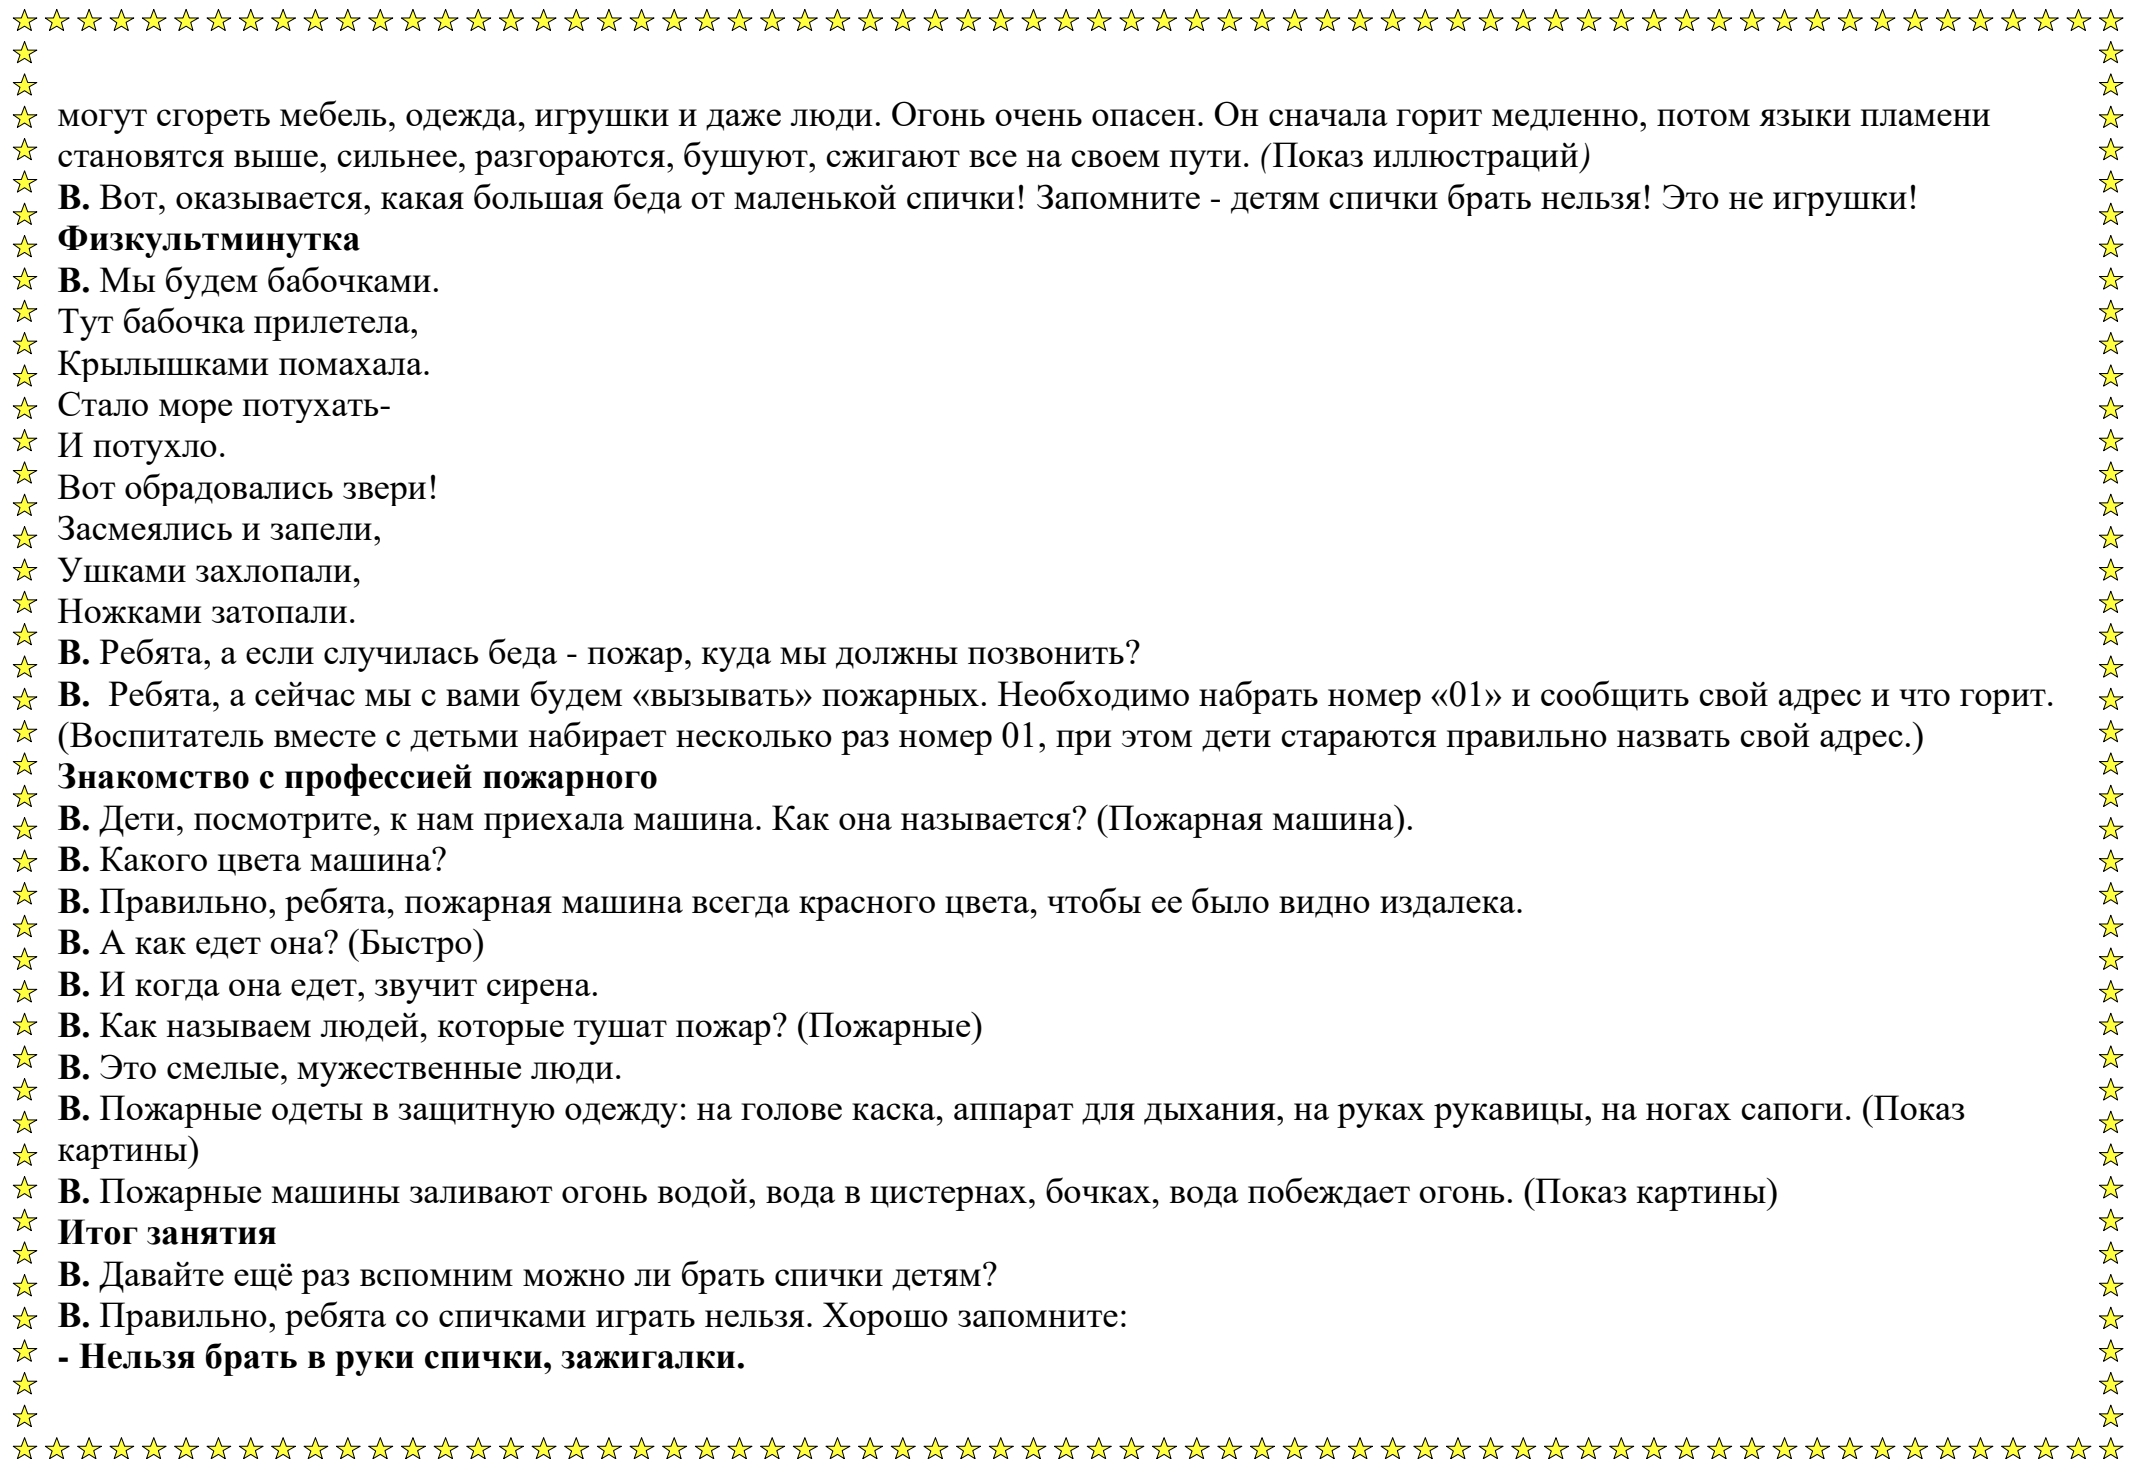 могут сгореть мебель, одежда, игрушки и даже люди. Огонь очень опасен. Он сначала горит медленно, потом языки пламени
становятся выше, сильнее, разгораются, бушуют, сжигают все на своем пути. (Показ иллюстраций)
В. Вот, оказывается, какая большая беда от маленькой спички! Запомните - детям спички брать нельзя! Это не игрушки!
Физкультминутка
В. Мы будем бабочками.
Тут бабочка прилетела,
Крылышками помахала.
Стало море потухать-
И потухло.
Вот обрадовались звери!
Засмеялись и запели,
Ушками захлопали,
Ножками затопали.
В. Ребята, а если случилась беда - пожар, куда мы должны позвонить?
В.  Ребята, а сейчас мы с вами будем «вызывать» пожарных. Необходимо набрать номер «01» и сообщить свой адрес и что горит.
(Воспитатель вместе с детьми набирает несколько раз номер 01, при этом дети стараются правильно назвать свой адрес.)
Знакомство с профессией пожарного
В. Дети, посмотрите, к нам приехала машина. Как она называется? (Пожарная машина).
В. Какого цвета машина?
В. Правильно, ребята, пожарная машина всегда красного цвета, чтобы ее было видно издалека.
В. А как едет она? (Быстро)
В. И когда она едет, звучит сирена.
В. Как называем людей, которые тушат пожар? (Пожарные)
В. Это смелые, мужественные люди.
В. Пожарные одеты в защитную одежду: на голове каска, аппарат для дыхания, на руках рукавицы, на ногах сапоги. (Показ
картины)
В. Пожарные машины заливают огонь водой, вода в цистернах, бочках, вода побеждает огонь. (Показ картины)
Итог занятия
В. Давайте ещё раз вспомним можно ли брать спички детям?
В. Правильно, ребята со спичками играть нельзя. Хорошо запомните:
- Нельзя брать в руки спички, зажигалки.